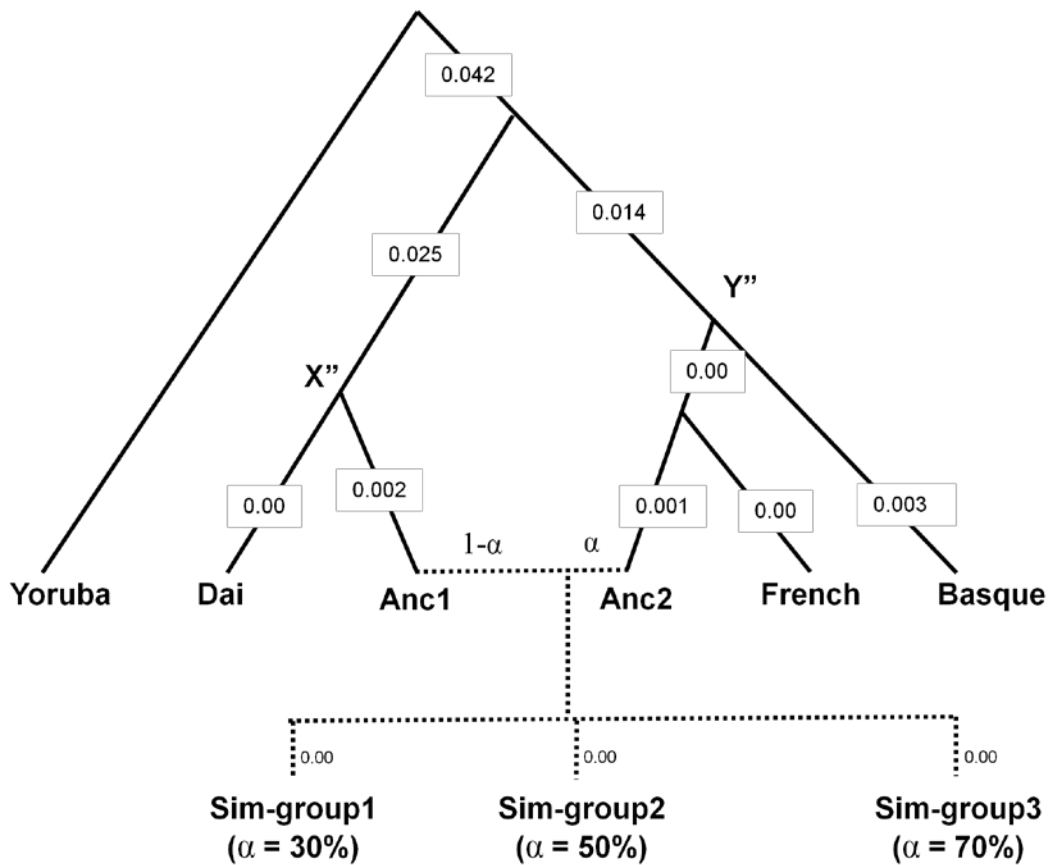 0.042
0.014
0.025
Y”
0.00
X”
0.00
0.002
0.001
0.00
0.003
1-α
α
Yoruba
Dai
Anc1
Anc2
French
Basque
0.00
0.00
0.00
Sim-group1
(α = 30%)
Sim-group2
(α = 50%)
Sim-group3
(α = 70%)